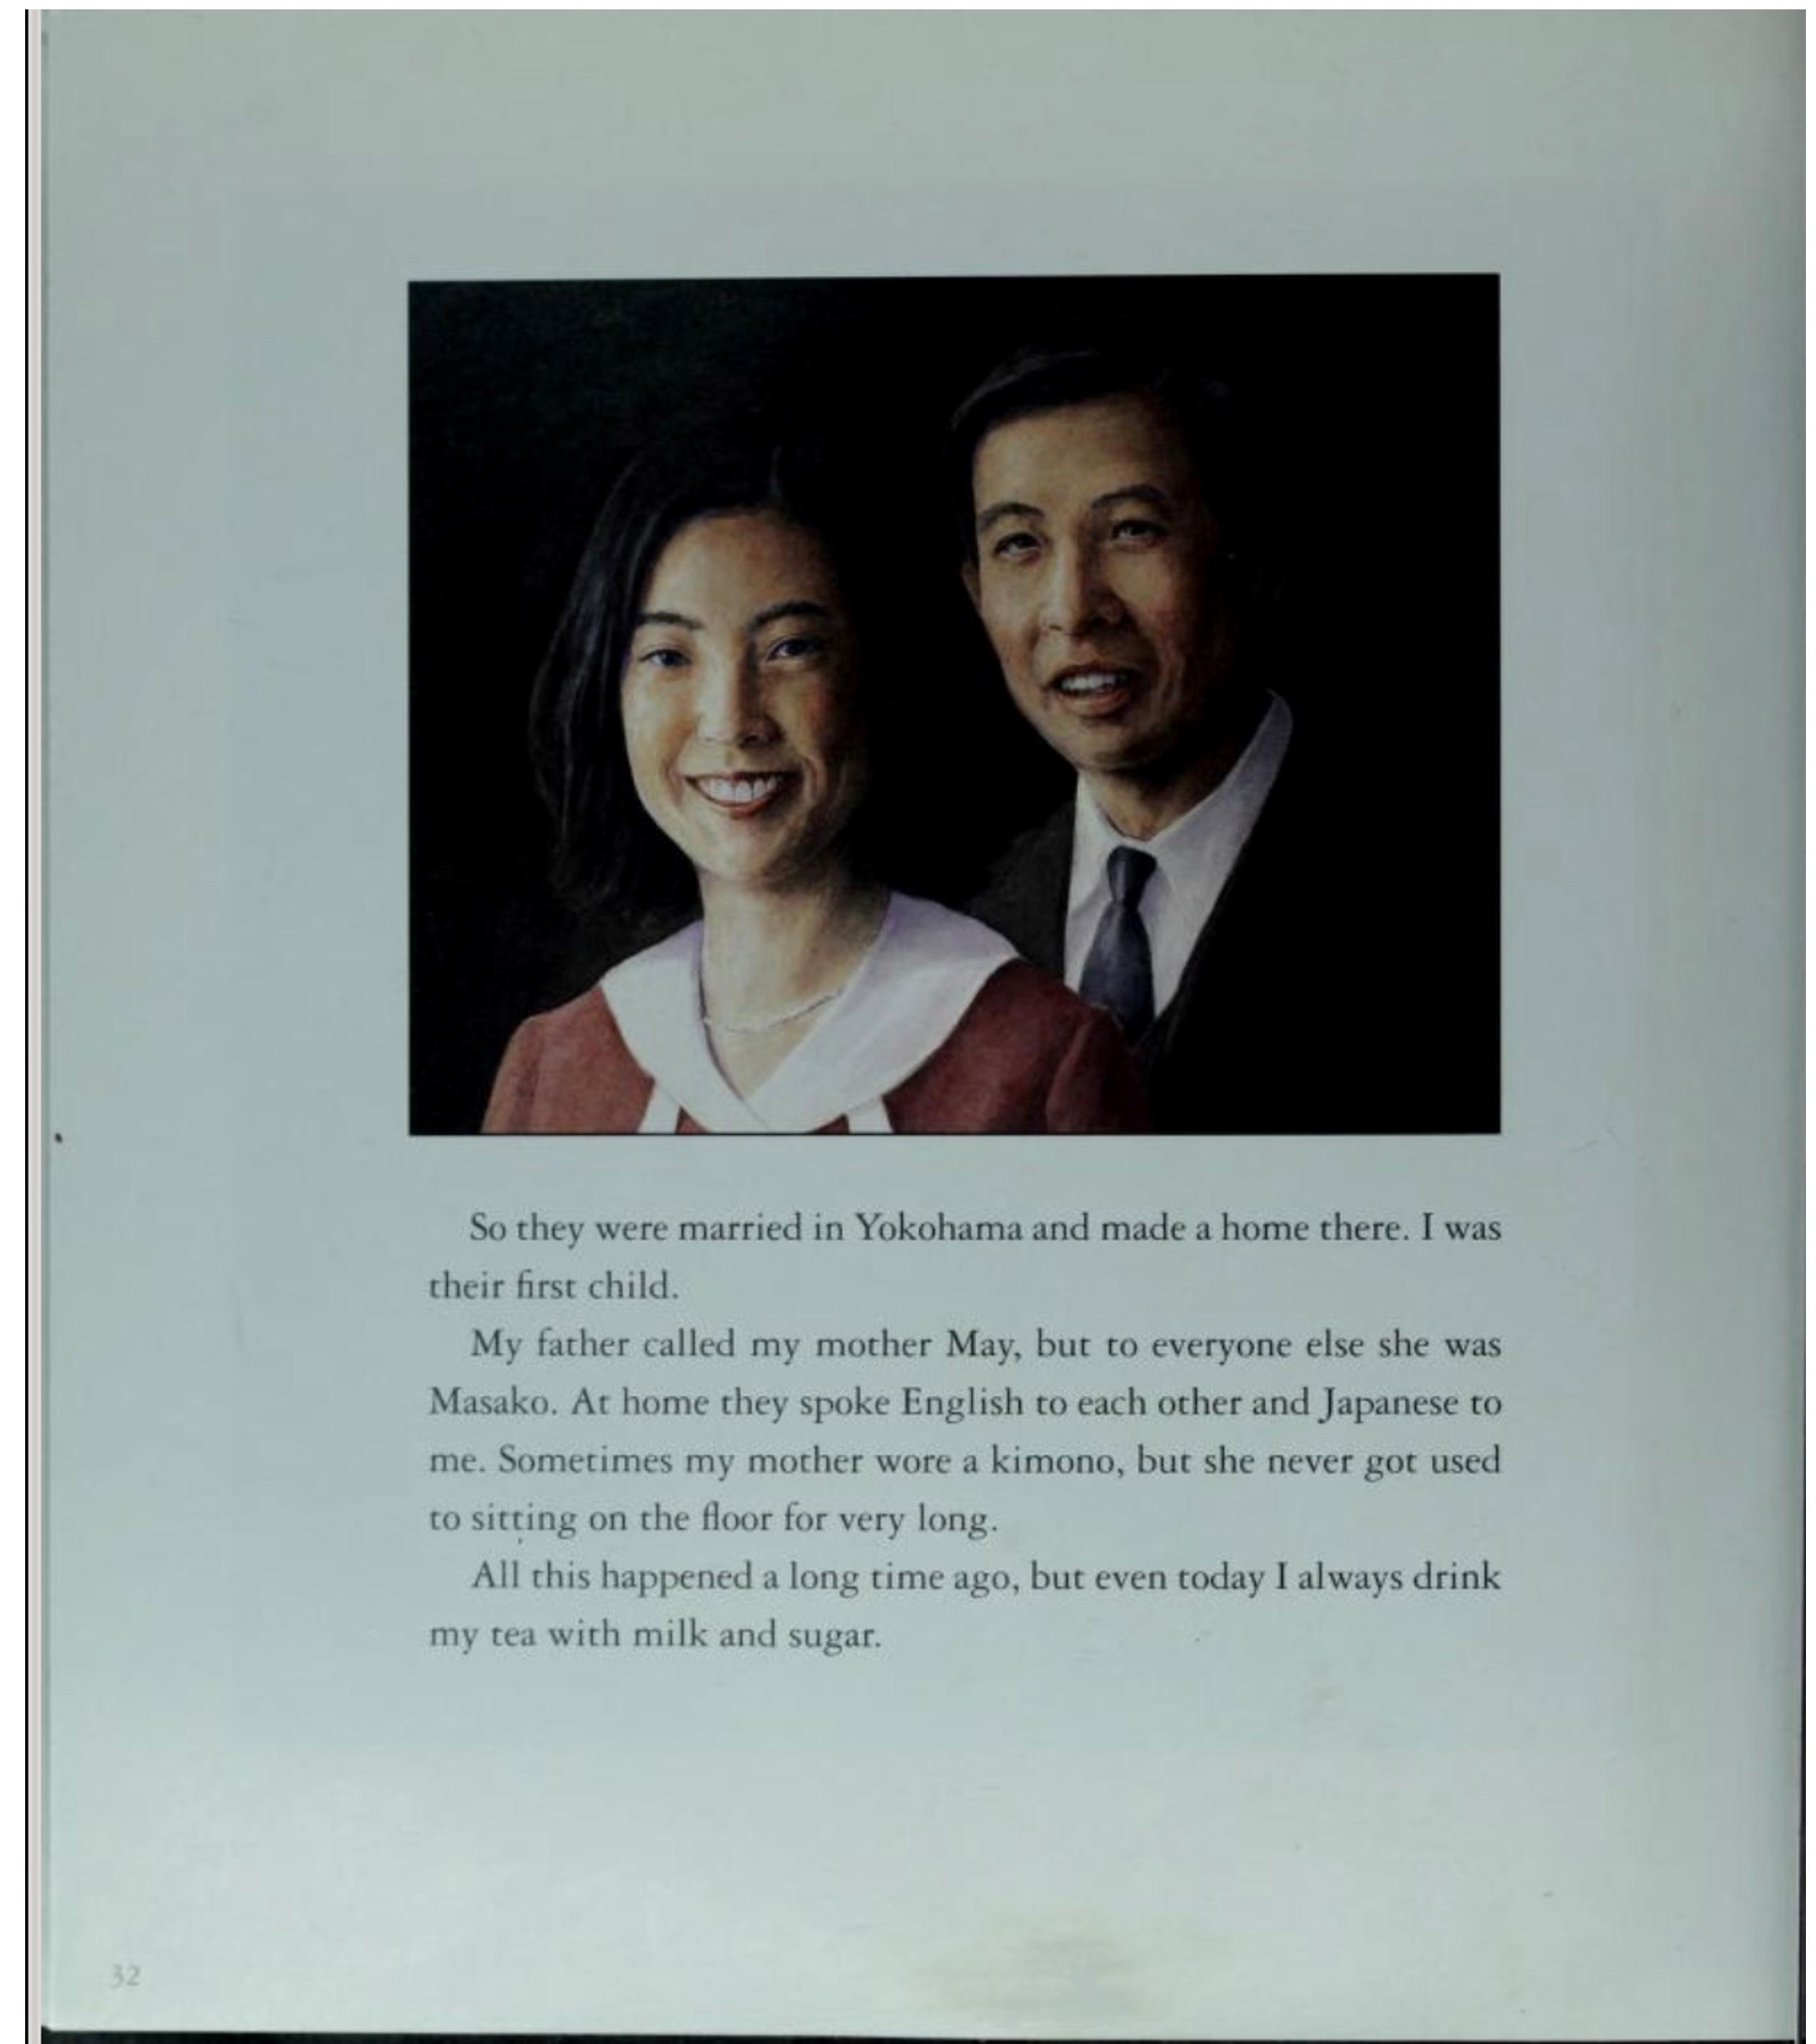 So they were married in Yokohama and made a home there. I was
their first child.
My father called my mother May, but to everyone else she was
Masako. At home they spoke English to each other and Japanese to
me. Sometimes my mother wore a kimono, but she never got used
to sitting on the floor for very long.
All this happened a long time ago, but even today I always drink
my tea with milk and sugar.
32